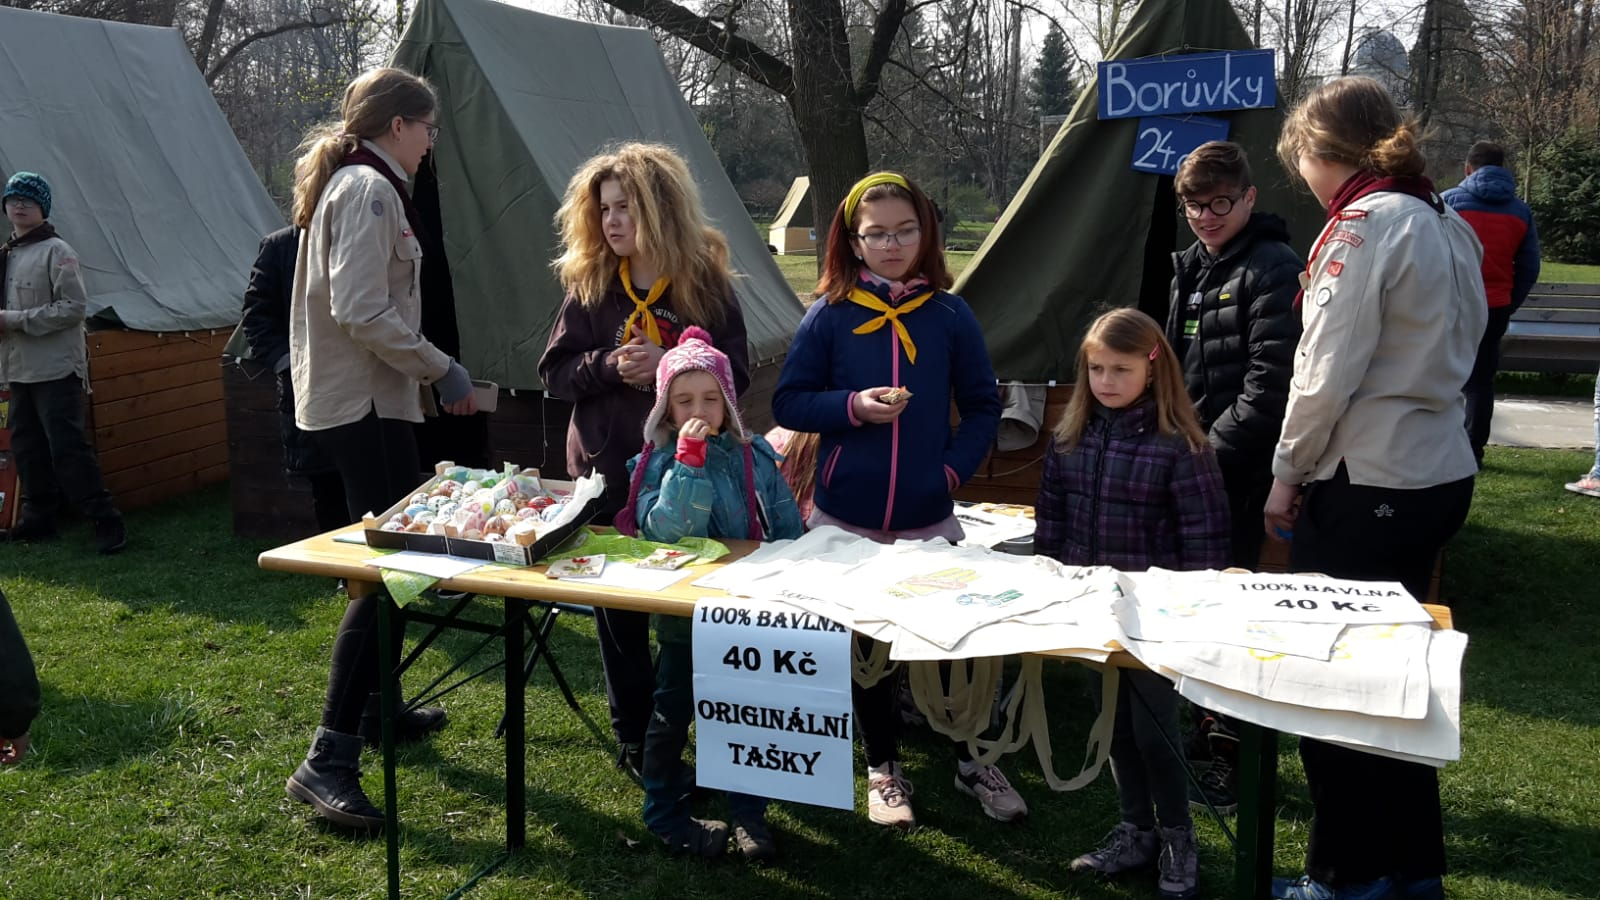 Borůvky
24.
100% BAVLNA
40 Kč
100% BAVLNA
40 Kč
ORIGINÁLNÍ
TAŠKY